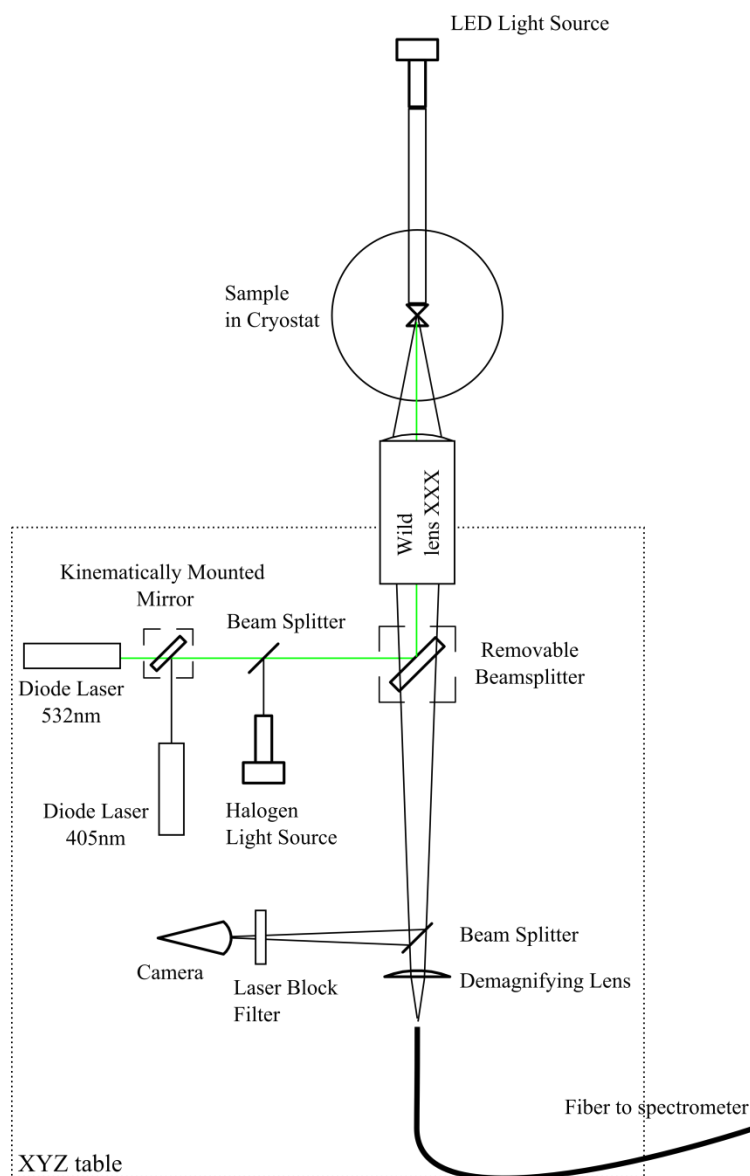 LED Light Source
Sample
in Cryostat
Wild
lens XXX
Kinematically Mounted
Mirror
Beam Splitter
Removable
Beamsplitter
Diode Laser
532nm
Diode Laser
405nm
Halogen
Light Source
Camera
Laser Block
Filter
Beam Splitter
Demagnifying Lens
Fiber to spectrometer
XYZ table